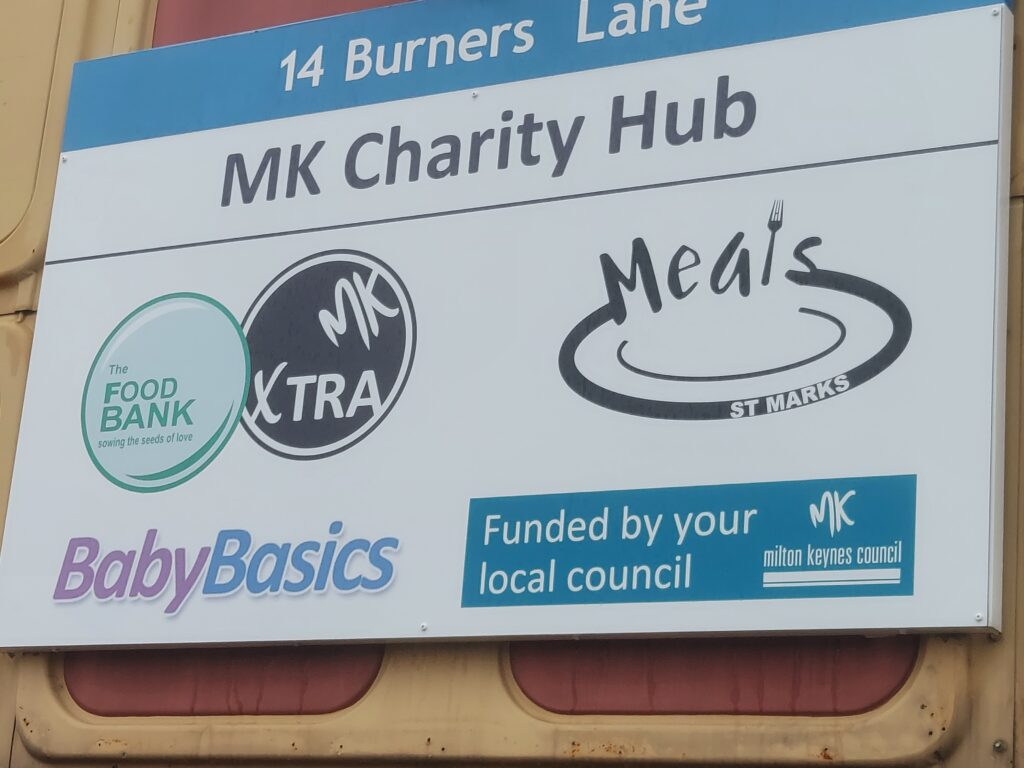 14 Burners Lane
MK Charity Hub
The
FOOD
BANK
sowing the seeds of love
MK
XTRA
Meals
ST MARKS
BabyBasics
Funded by your
local council
MK
milton keynes council